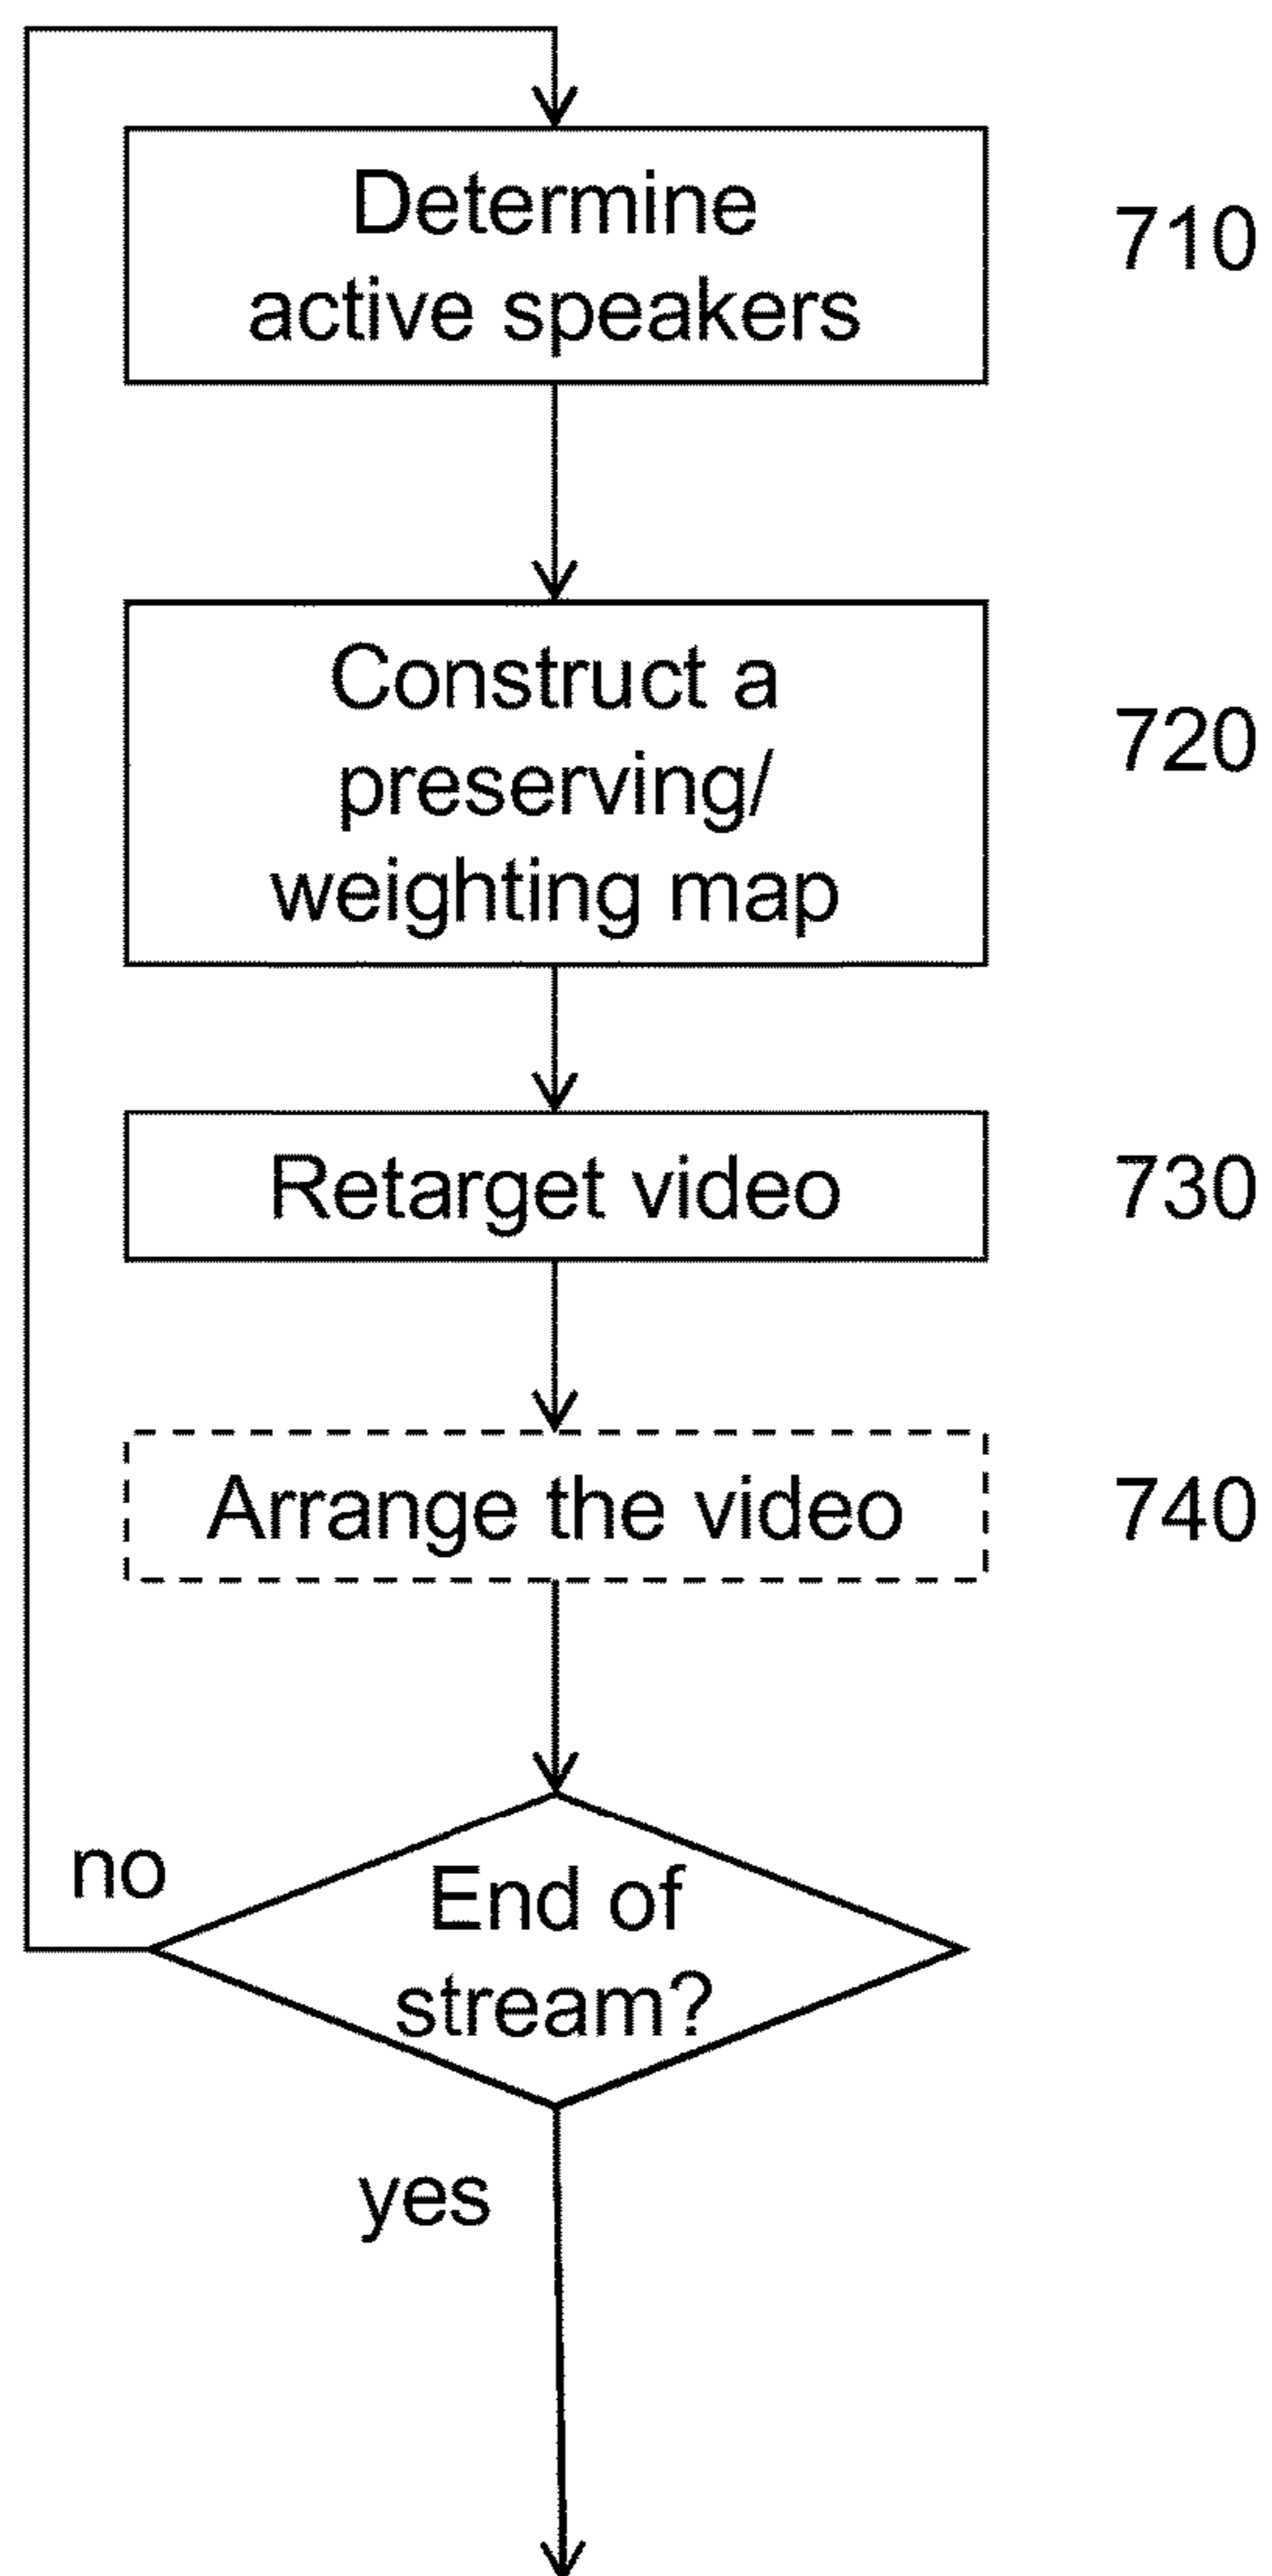 Determine
active speakers
710
Construct a
preserving/
weighting map
720
Retarget video
730
Arrange the video
740
no
End of
stream?
yes